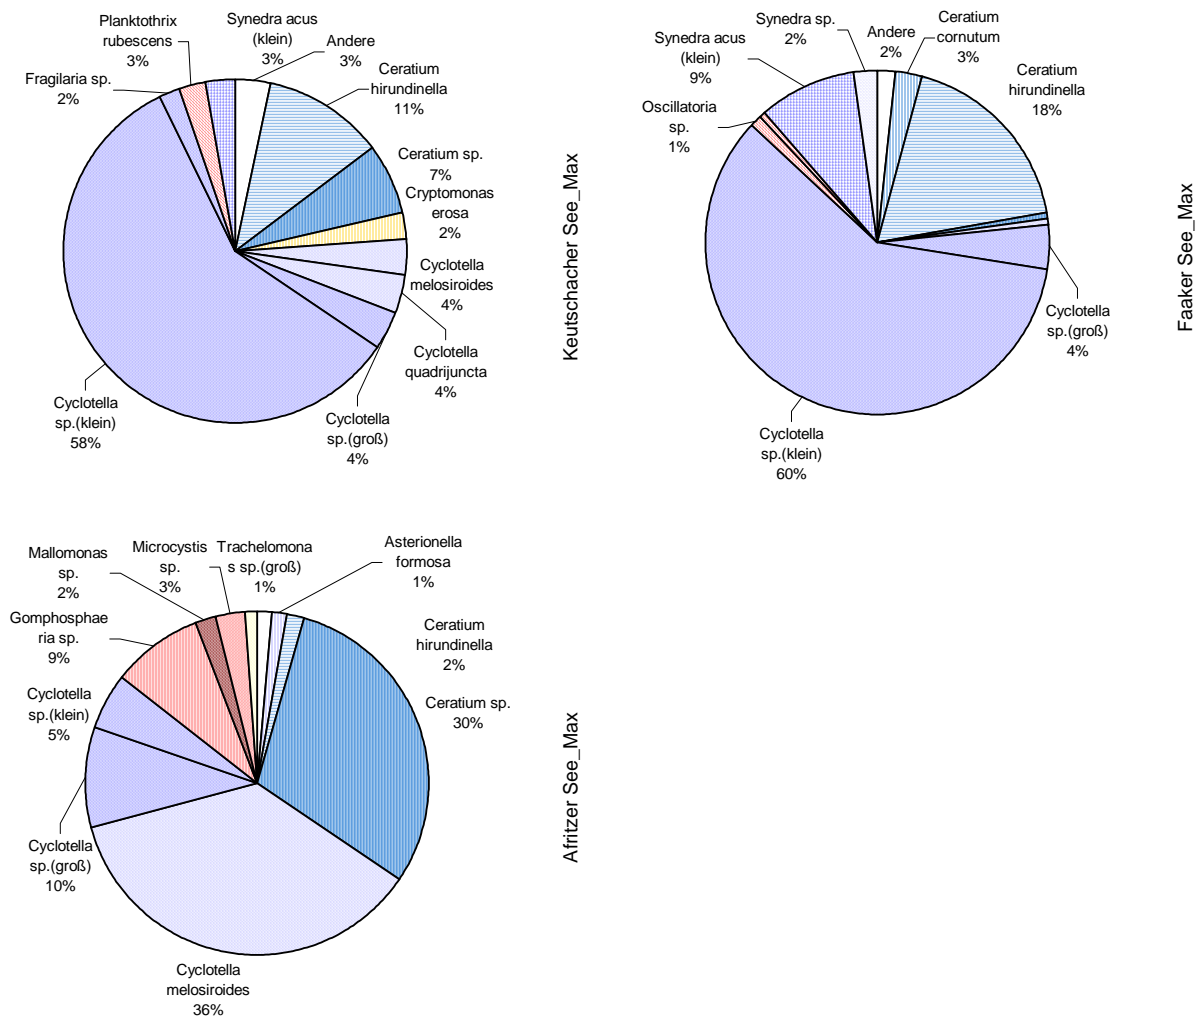 Planktothrix
rubescens
3%
Synedra acus
(klein)
3%
Andere
3%
Ceratium
hirundinella
11%
Fragilaria sp.
2%
Ceratium sp.
7%
Cryptomonas
erosa
2%
Cyclotella
melosiroides
4%
Cyclotella
quadrijuncta
4%
Cyclotella
sp.(groß)
4%
Cyclotella
sp.(klein)
58%
Keutschacher See_Max
Synedra sp.
2%
Andere
2%
Ceratium
cornutum
3%
Synedra acus
(klein)
9%
Ceratium
hirundinella
18%
Oscillatoria
sp.
1%
Cyclotella
sp.(groß)
4%
Cyclotella
sp.(klein)
60%
Faaker See_Max
Mallomonas
sp.
2%
Microcystis
sp.
3%
Trachelomona
s sp.(groß)
1%
Asterionella
formosa
1%
Gomphosphae
ria sp.
9%
Ceratium
hirundinella
2%
Cyclotella
sp.(klein)
5%
Ceratium sp.
30%
Cyclotella
sp.(groß)
10%
Cyclotella
melosiroides
36%
Afritzer See_Max